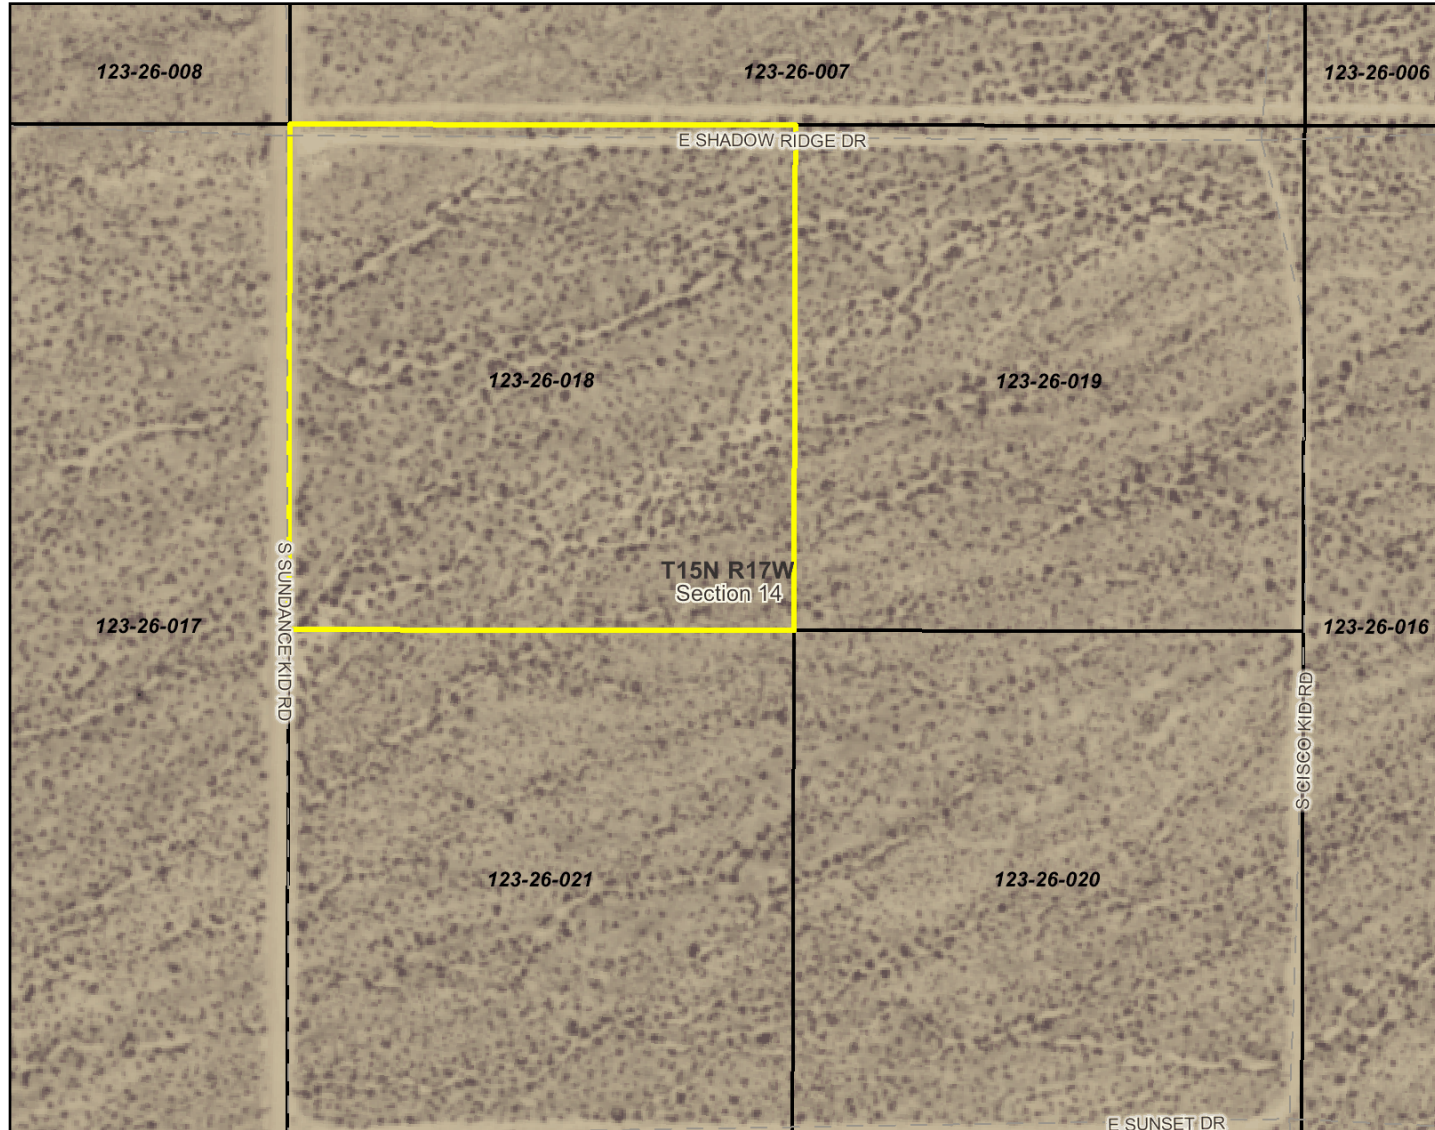 123-26-008
123-26-007
123-26-006
E SHADOW RIDGE DR
123-26-018
123-26-019
S SUNDANCE KID RD
T15N R17W
Section 14
123-26-017
123-26-016
S CISCO KID RD
123-26-021
123-26-020
E SUNSET DR